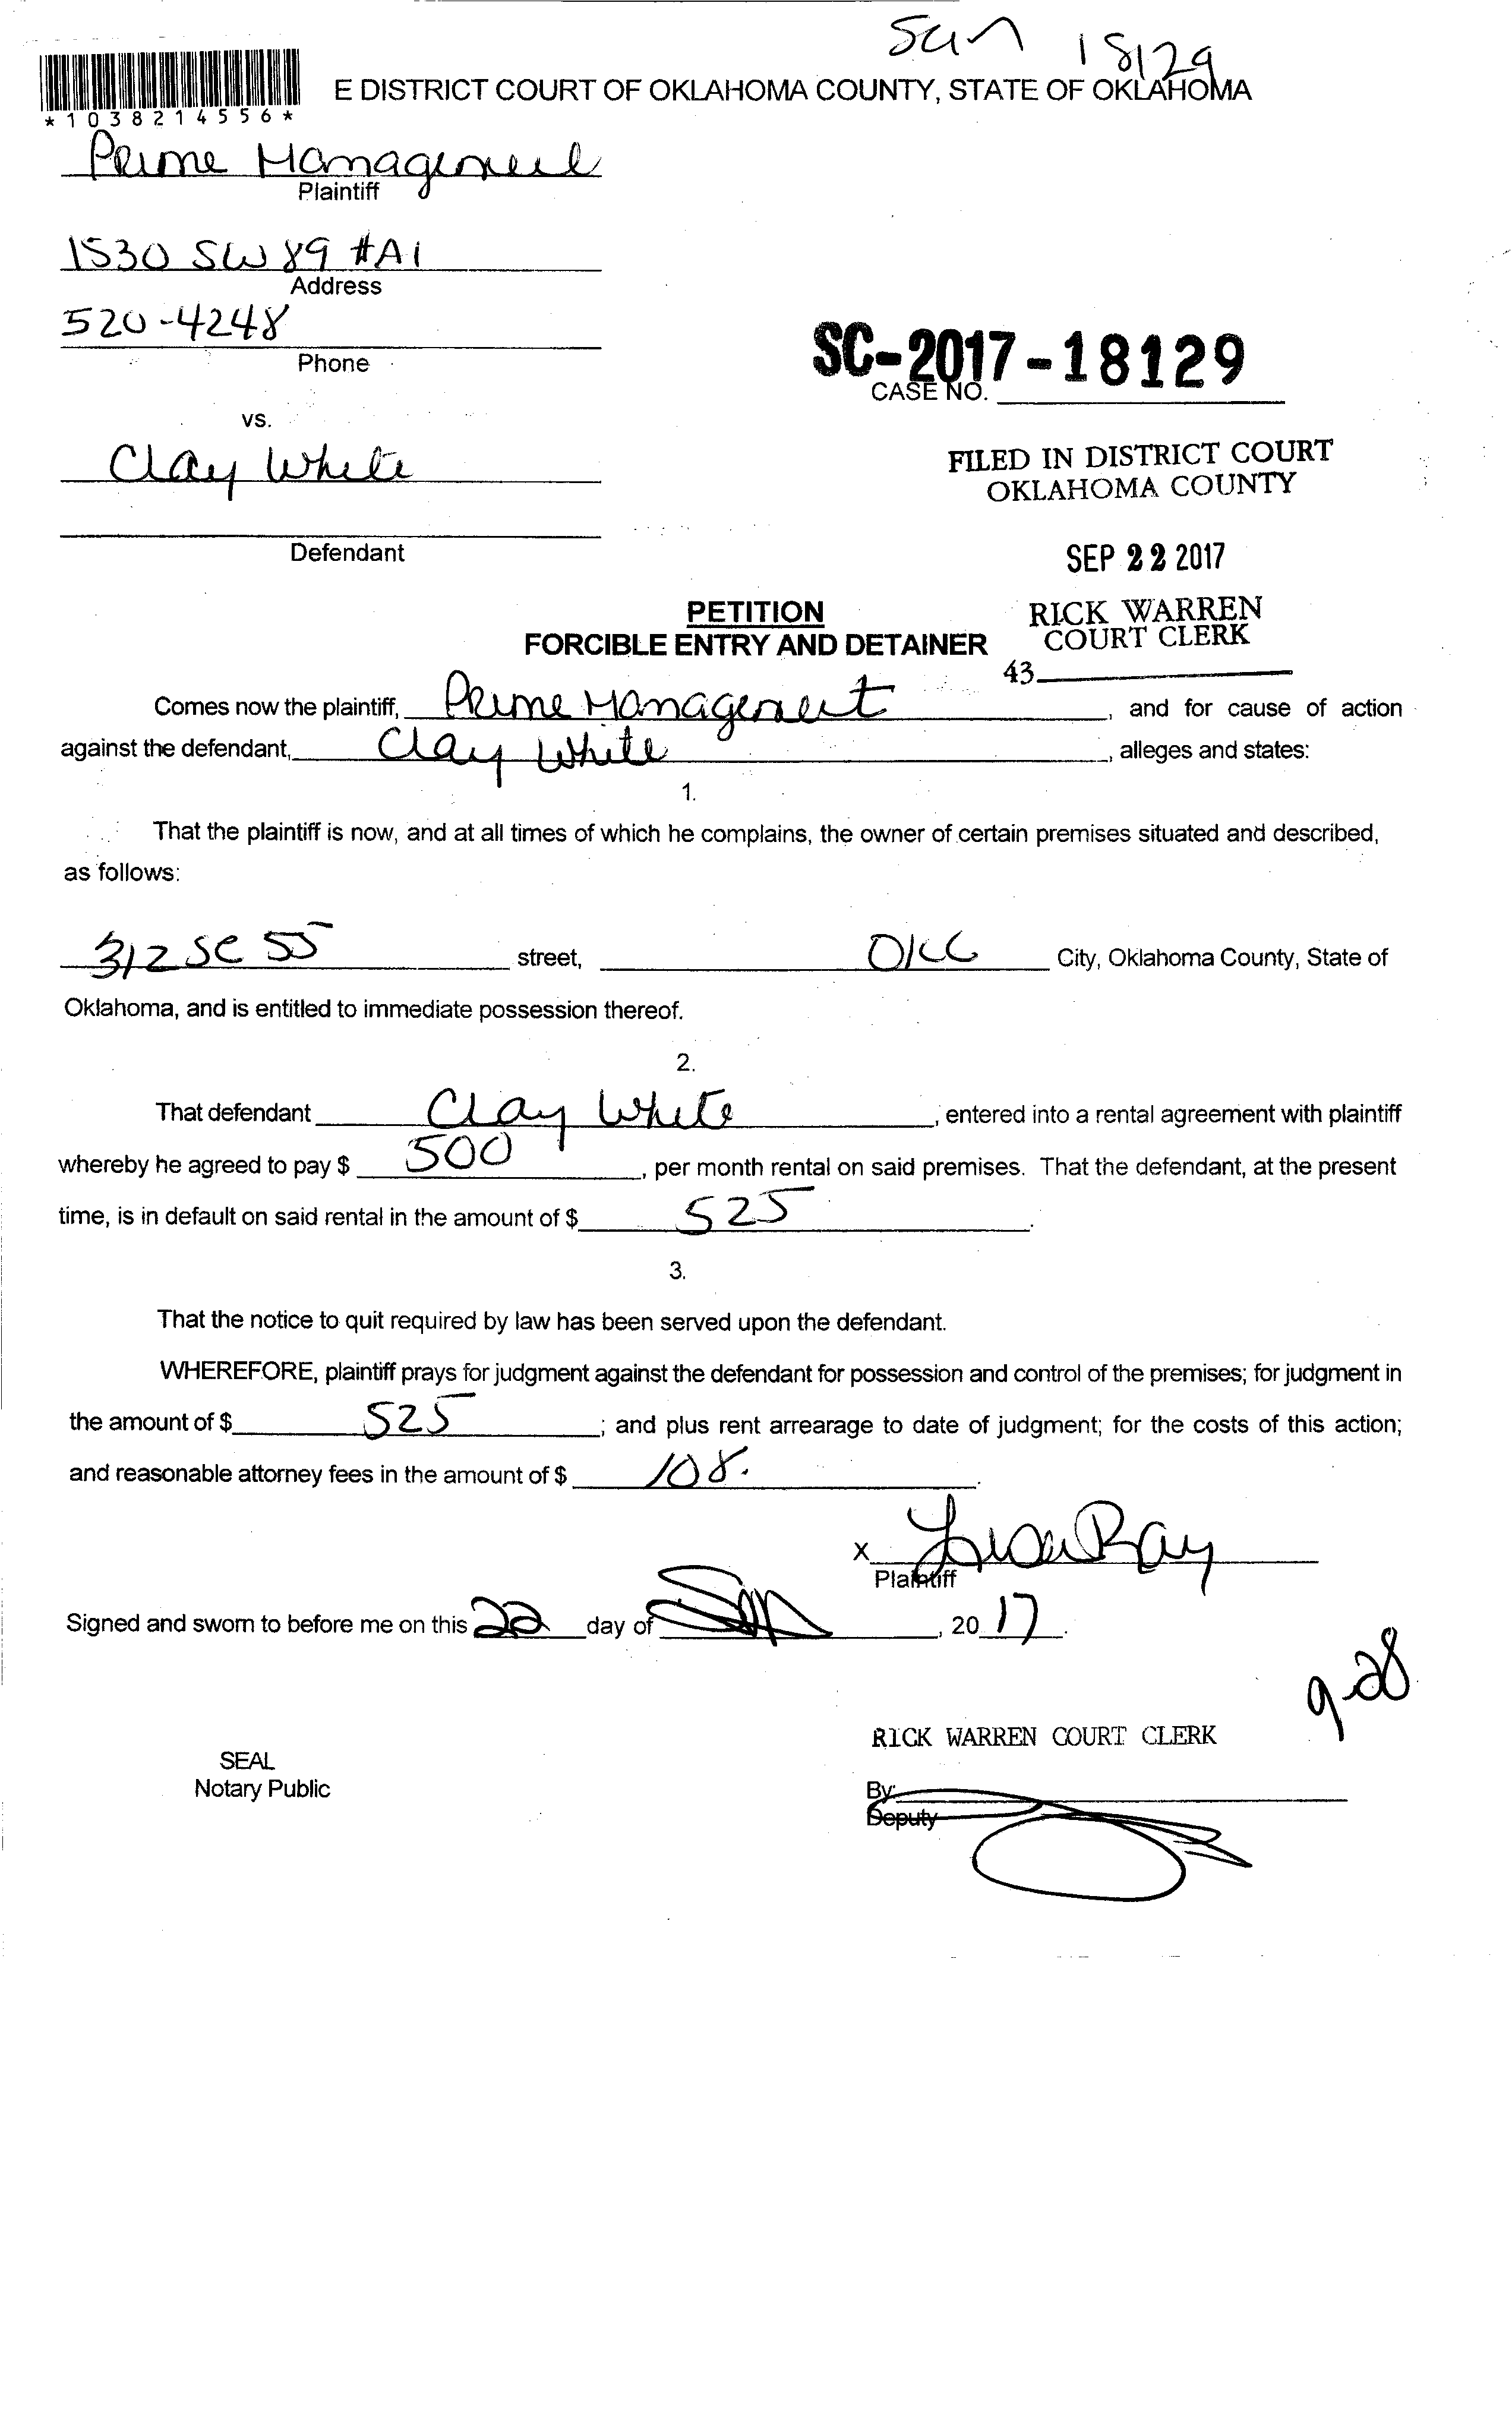 18129
E DISTRICT COURT OF OKLAHOMA COUNTY, STATE OF OKLAHOMA
*1038214556*
Prime Management
Plaintiff
1530 SW 89 #A1
Address
520-4248
Phone
SC-2017-18129
CASE NO.
vs.
Clay White
FILED IN DISTRICT COURT
OKLAHOMA COUNTY
Defendant
SEP 22 2017
PETITION
RICK WARREN
FORCIBLE ENTRY AND DETAINER
COURT CLERK
43
Comes now the plaintiff, Prime Management, and for cause of action
against the defendant, Clay White, alleges and states:
1.
That the plaintiff is now, and at all times of which he complains, the owner of certain premises situated and described,
as follows:
312 SE 55 street, OKC City, Oklahoma County, State of
Oklahoma, and is entitled to immediate possession thereof.
2.
That defendant Clay White, entered into a rental agreement with plaintiff
whereby he agreed to pay $ 500, per month rental on said premises. That the defendant, at the present
time, is in default on said rental in the amount of $ 525.
3.
That the notice to quit required by law has been served upon the defendant.
WHEREFORE, plaintiff prays for judgment against the defendant for possession and control of the premises; for judgment in
the amount of $ 525; and plus rent arrearage to date of judgment; for the costs of this action;
and reasonable attorney fees in the amount of $ 108.
x Lisa Ray
Plaintiff
Signed and sworn to before me on this 22 day of Sep, 2017.
9-28
RICK WARREN COURT CLERK
SEAL
Notary Public
By:
Deputy